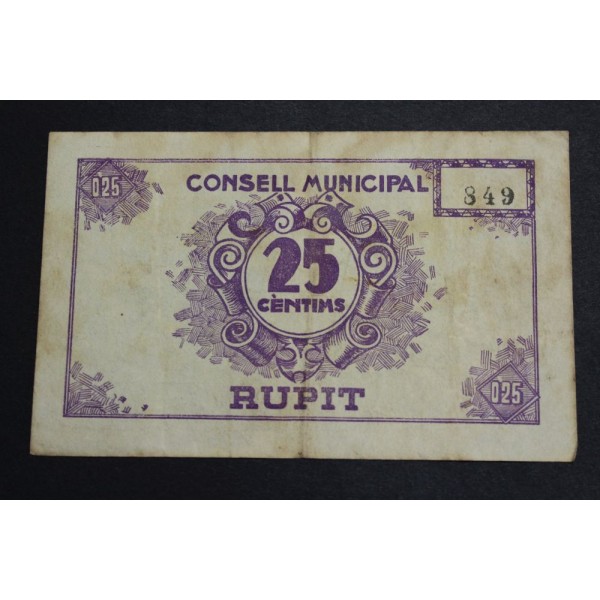 0'25
CONSELL MUNICIPAL
849
25
CÈNTIMS
RUPIT
0'25